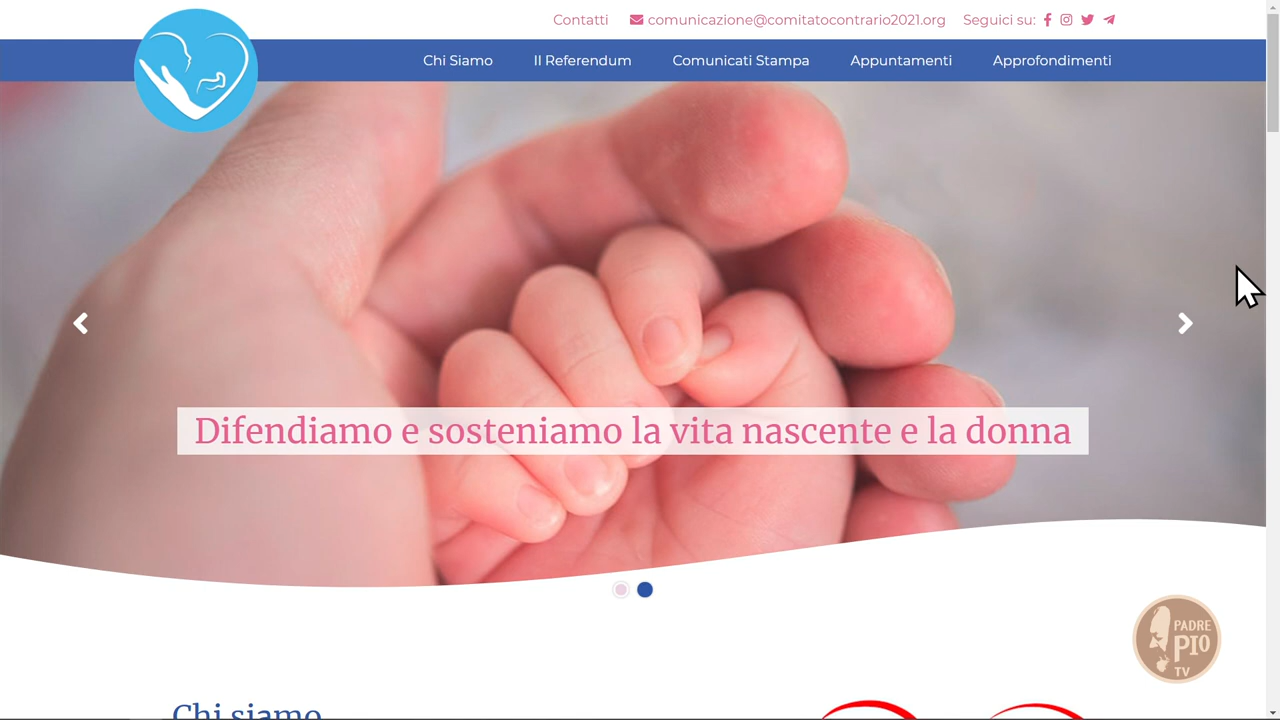 Contatti comunicazione@comitatocontrario2021.org Seguici su:
Chi Siamo Il Referendum Comunicati Stampa Appuntamenti Approfondimenti
Difendiamo e sosteniamo la vita nascente e la donna
PADRE
PIO
TV
Chi siamo